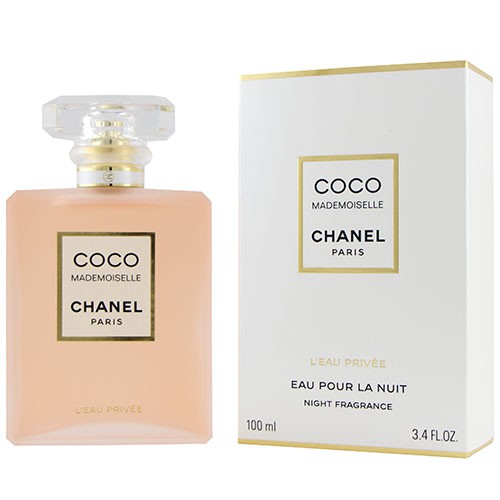 COCO
MADEMOISELLE
CHANEL
PARIS
L'EAU PRIVÉE
COCO
MADEMOISELLE
CHANEL
PARIS
L'EAU PRIVÉE
EAU POUR LA NUIT
NIGHT FRAGRANCE
100 ml 3.4 FL.OZ.